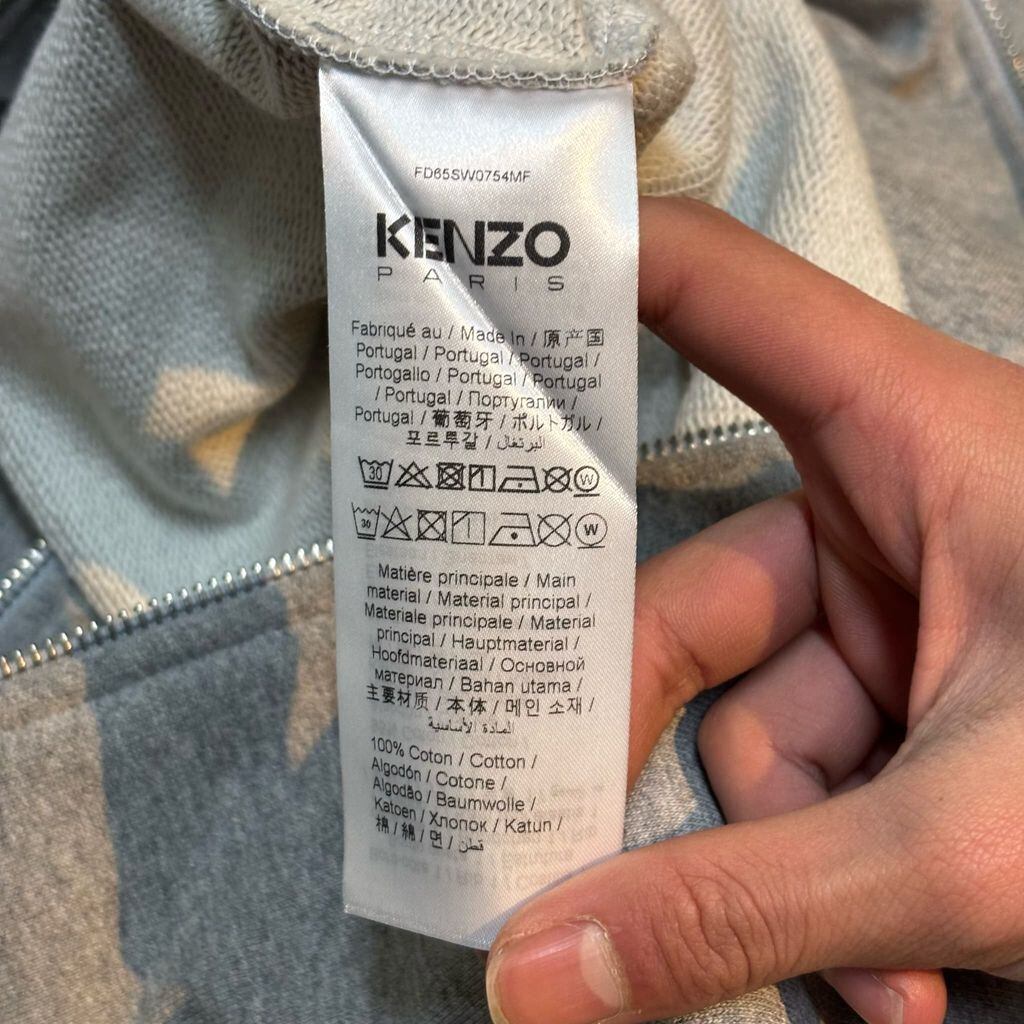 FD65SW0754MF
KENZO
PARIS
Fabriqué au / Made In / 原产国
Portugal / Portugal / Portugal /
Portogallo / Portugal / Portugal
/ Portugal / Португалии /
Portugal / 葡萄牙 / ポルトガル /
포르투갈 / البرتغال
30 W
30 W
Matière principale / Main
material / Material principal /
Materiale principale / Material
principal / Hauptmaterial /
Hoofdmateriaal / Основной
материал / Bahan utama /
主要材质 / 本体 / 메인 소재 /
المادة الأساسية
100% Coton / Cotton /
Algodón / Cotone /
Algodão / Baumwolle /
Katoen / Хлопок / Katun /
棉 / 綿 / 면 / قطن